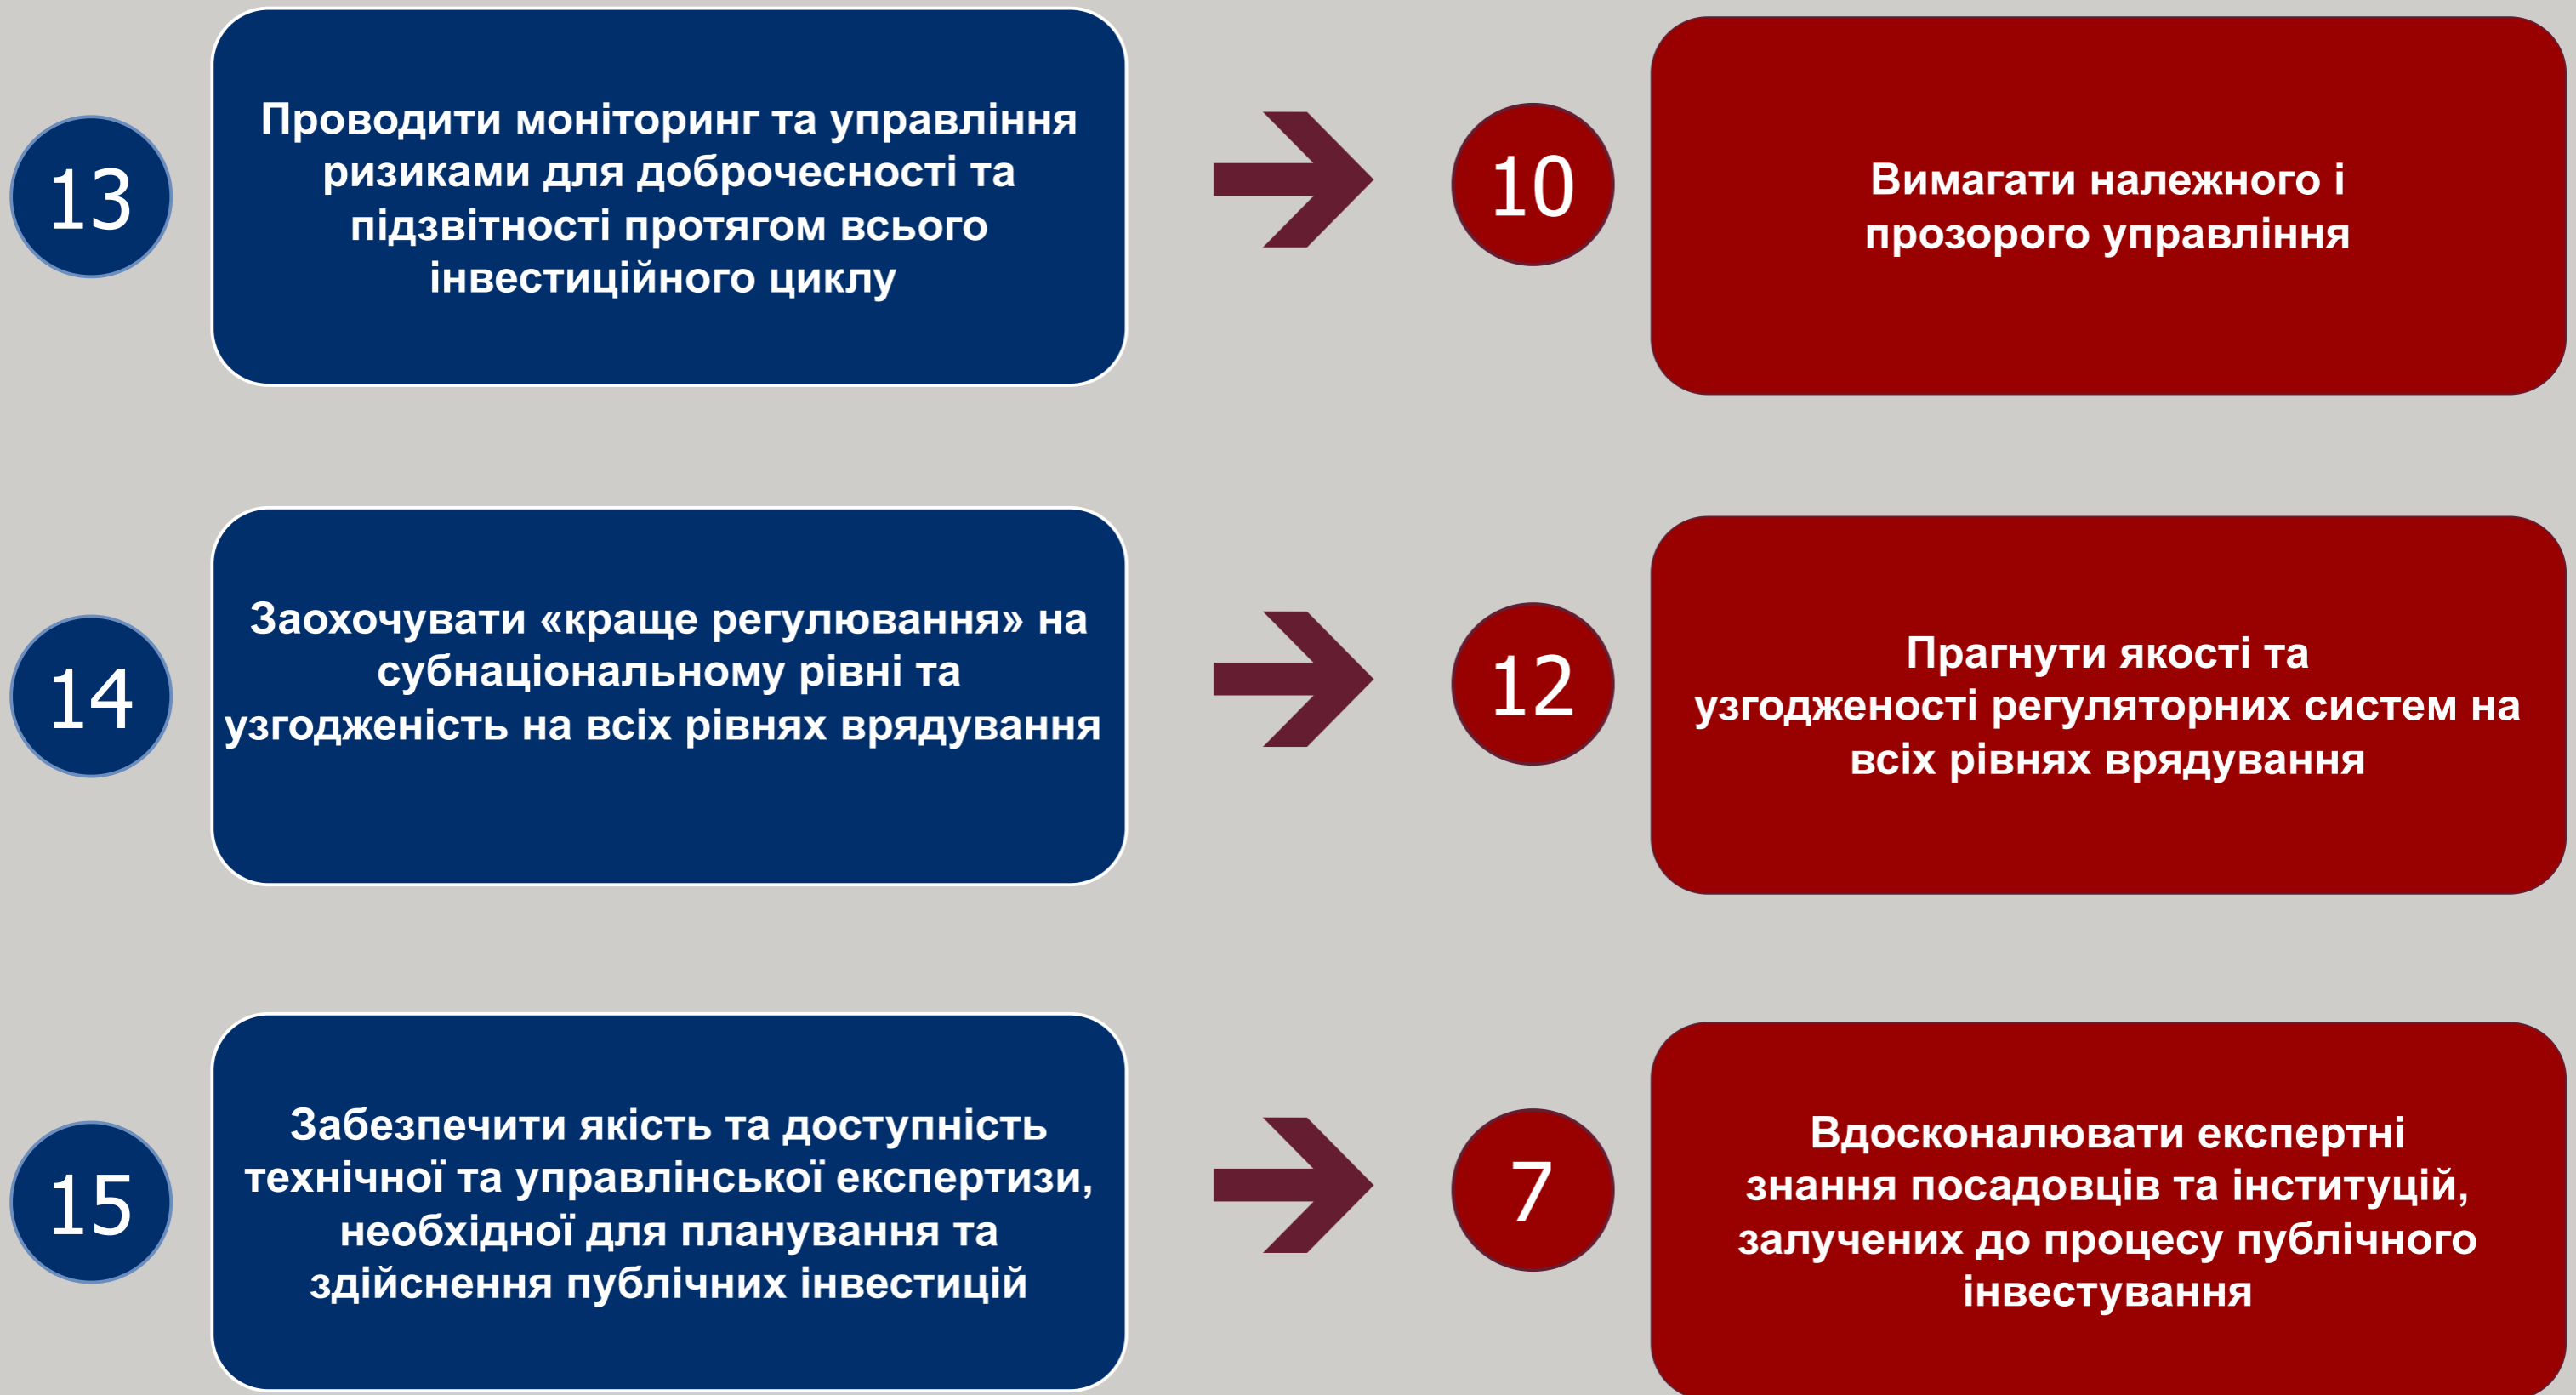 13
Проводити моніторинг та управління
ризиками для доброчесності та
підзвітності протягом всього
інвестиційного циклу
10
Вимагати належного і
прозорого управління
14
Заохочувати «краще регулювання» на
субнаціональному рівні та
узгодженість на всіх рівнях врядування
12
Прагнути якості та
узгодженості регуляторних систем на
всіх рівнях врядування
15
Забезпечити якість та доступність
технічної та управлінської експертизи,
необхідної для планування та
здійснення публічних інвестицій
7
Вдосконалювати експертні
знання посадовців та інституцій,
залучених до процесу публічного
інвестування